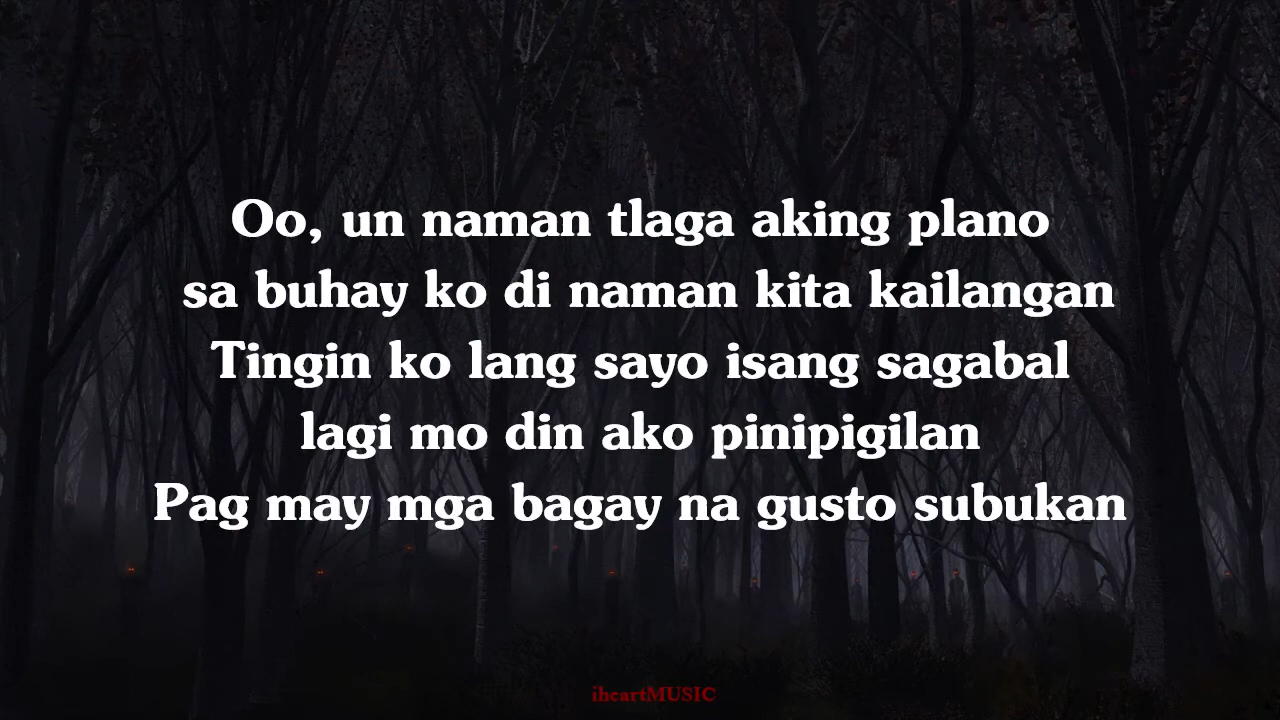 Oo, un naman tlaga aking plano
sa buhay ko di naman kita kailangan
Tingin ko lang sayo isang sagabal
lagi mo din ako pinipigilan
Pag may mga bagay na gusto subukan
iheartMUSIC